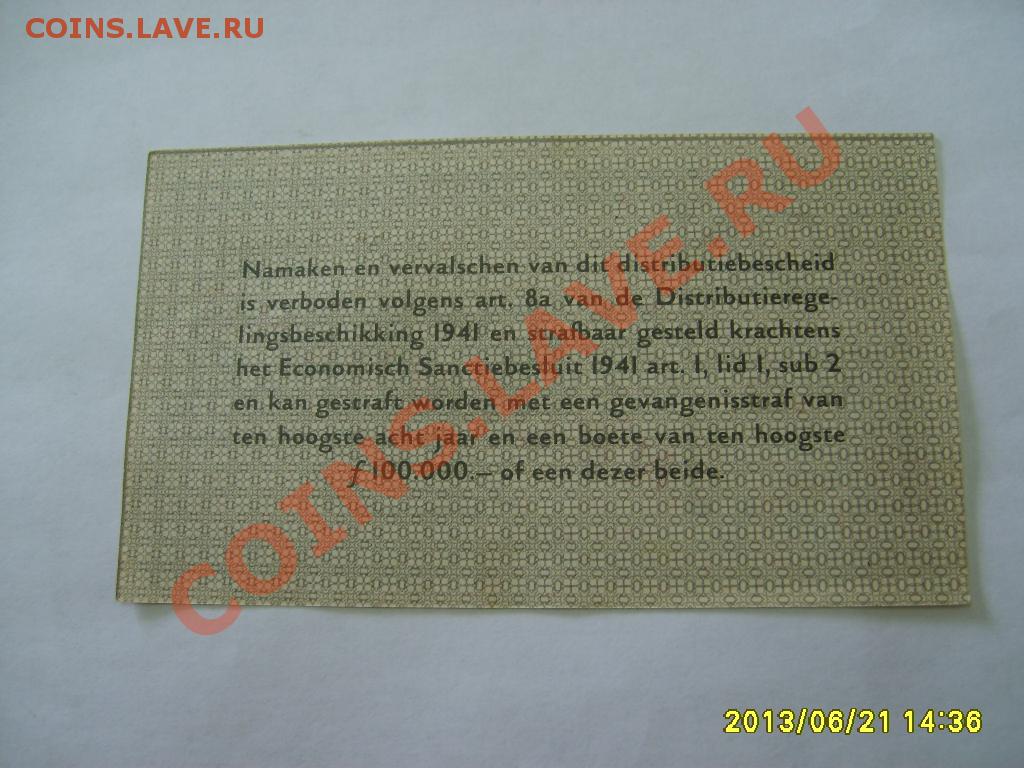 COINS.LAVE.RU
Namaken en vervalschen van dit distributiebescheid
is verboden volgens art. 8a van de Distributierege-
lingsbeschikking 1941 en strafbaar gesteld krachtens
het Economisch Sanctiebesluit 1941 art. 1, lid 1, sub 2
en kan gestraft worden met een gevangenisstraf van
ten hoogste acht jaar en een boete van ten hoogste
ƒ 100.000.— of een dezer beide.
COINS.LAVE.RU
2013/06/21 14:36